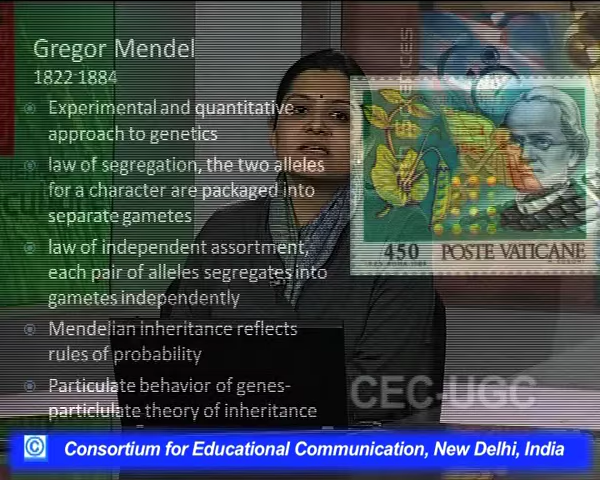 Gregor Mendel
1822-1884
Experimental and quantitative
approach to genetics
law of segregation, the two alleles
for a character are packaged into
separate gametes
law of independent assortment,
each pair of alleles segregates into
gametes independently
Mendelian inheritance reflects
rules of probability
Particulate behavior of genes-
particlulate theory of inheritance
450 POSTE VATICANE
CEC-UGC
© Consortium for Educational Communication, New Delhi, India